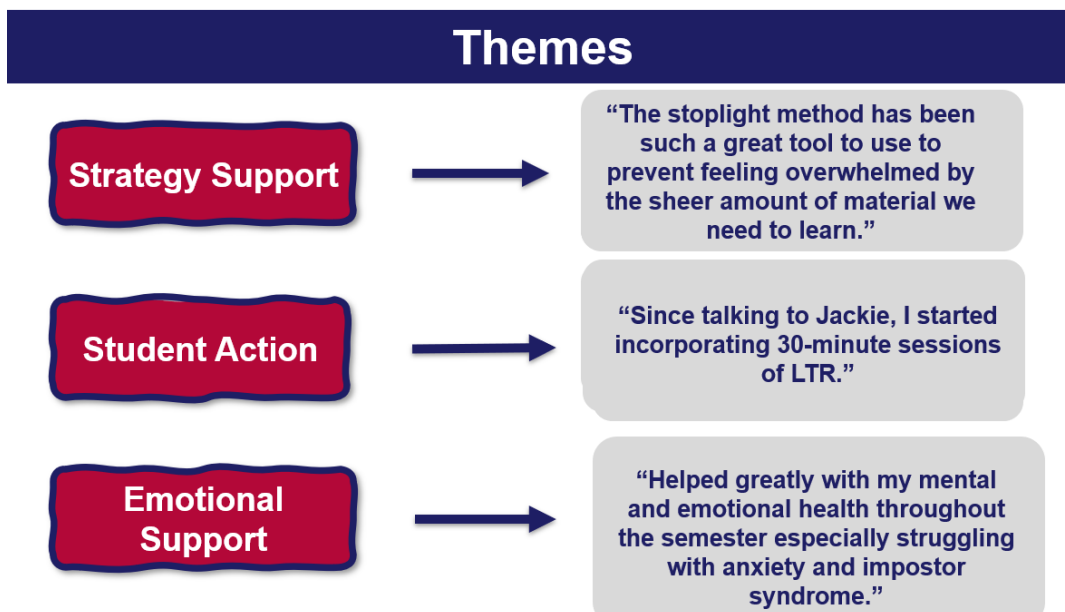 Themes
Strategy Support
“The stoplight method has been
such a great tool to use to
prevent feeling overwhelmed by
the sheer amount of material we
need to learn.”
Student Action
“Since talking to Jackie, I started
incorporating 30-minute sessions
of LTR.”
Emotional
Support
“Helped greatly with my mental
and emotional health throughout
the semester especially struggling
with anxiety and impostor
syndrome.”